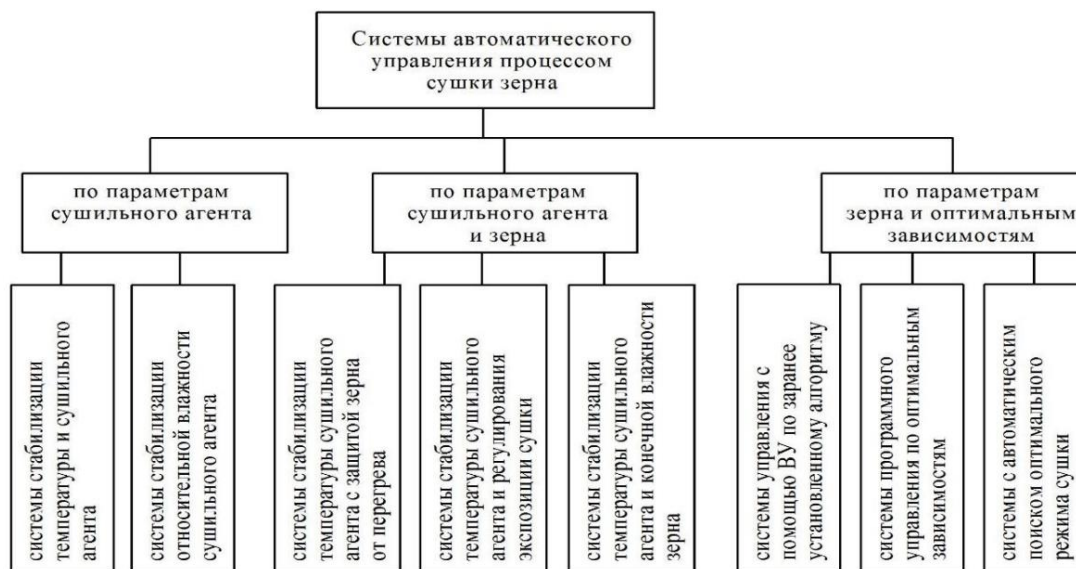 Системы автоматического
управления процессом
сушки зерна
по параметрам
сушильного агента
по параметрам
сушильного агента
и зерна
по параметрам
зерна и оптимальным
зависимостям
системы стабилизации
температуры и сушильного
агента
системы стабилизации
относительной влажности
сушильного агента
системы стабилизации
температуры сушильного
агента с защитой зерна
от перегрева
системы стабилизации
температуры сушильного
агента и регулирования
экспозиции сушки
системы стабилизации
температуры сушильного
агента и конечной влажности
зерна
системы управления с
помощью ВУ по заранее
установленному алгоритму
системы программного
управления по оптимальным
зависимостям
системы с автоматическим
поиском оптимального
режима сушки